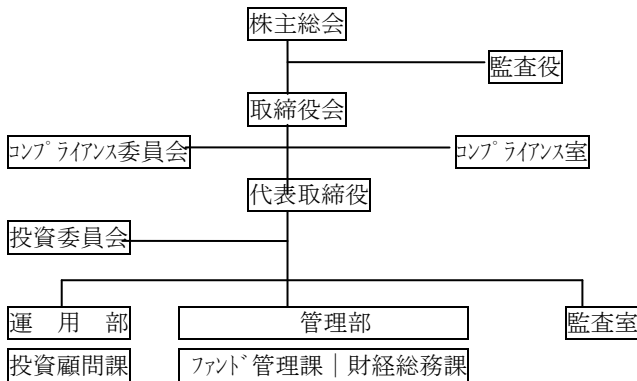 株主総会
監査役
取締役会
ｺﾝﾌﾟﾗｲｱﾝｽ委員会
ｺﾝﾌﾟﾗｲｱﾝｽ室
代表取締役
投資委員会
運　用　部
管理部
監査室
投資顧問課
ﾌｧﾝﾄﾞ管理課｜財経総務課